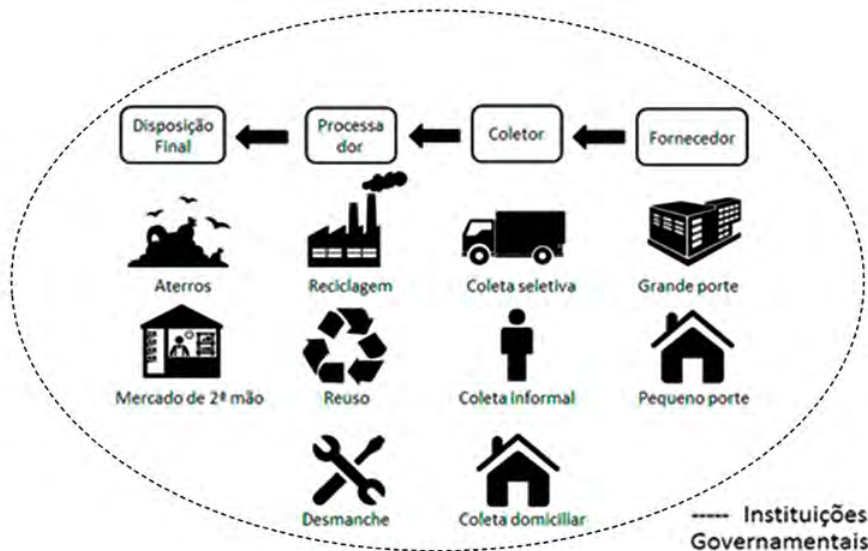 Disposição
Final
Processa
dor
Coletor
Fornecedor
Aterros
Reciclagem
Coleta seletiva
Grande porte
Mercado de 2ª mão
Reuso
Coleta Informal
Pequeno porte
Desmanche
Coleta domiciliar
----- Instituições
Governamentais